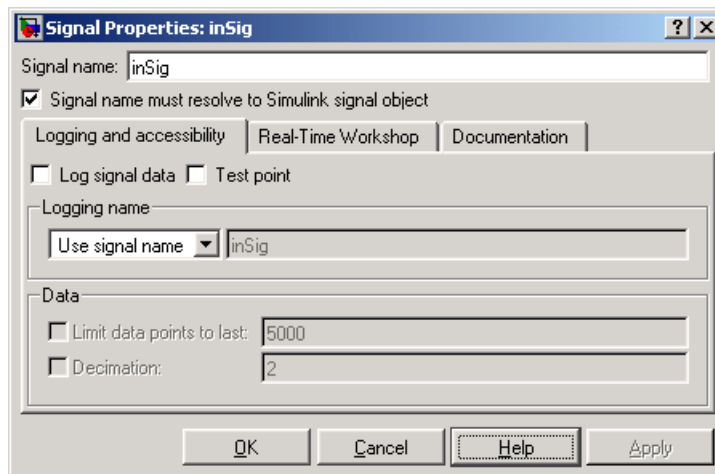 Signal Properties: inSig
Signal name: inSig
Signal name must resolve to Simulink signal object
Logging and accessibility Real-Time Workshop Documentation
Log signal data Test point
Logging name
Use signal name inSig
Data
Limit data points to last: 5000
Decimation: 2
OK Cancel Help Apply